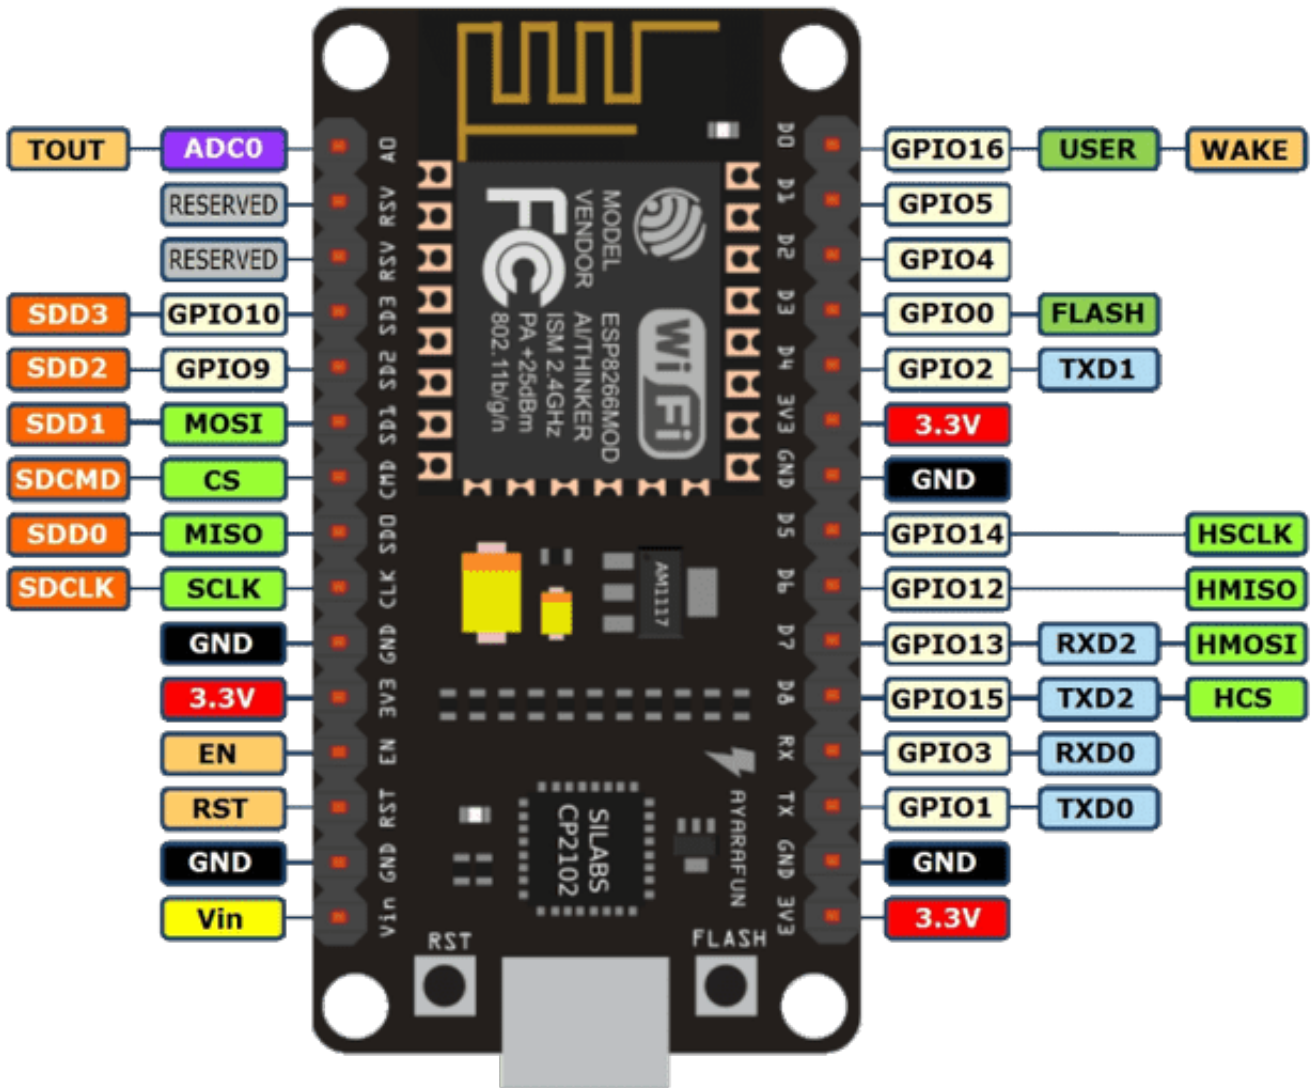 TOUT ADC0 A0 D0 GPIO16 USER WAKE
RESERVED RSV D1 GPIO5
RESERVED RSV D2 GPIO4
SDD3 GPIO10 SD3 D3 GPIO0 FLASH
SDD2 GPIO9 SD2 D4 GPIO2 TXD1
SDD1 MOSI SD1 3V3 3.3V
SDCMD CS CMD GND GND
SDD0 MISO SDO D5 GPIO14 HSCLK
SDCLK SCLK CLK D6 GPIO12 HMISO
GND GND D7 GPIO13 RXD2 HMOSI
3.3V 3V3 D8 GPIO15 TXD2 HCS
EN EN RX GPIO3 RXD0
RST RST TX GPIO1 TXD0
GND GND GND GND
Vin Vin 3V3 3.3V
WiFi
MODEL ESP8266MOD
VENDOR AI/THINKER
ISM 2.4GHz
PA +25dBm
802.11b/g/n
FC
AM1117
SILABS
CP2102
AYARAFUN
RST
FLASH